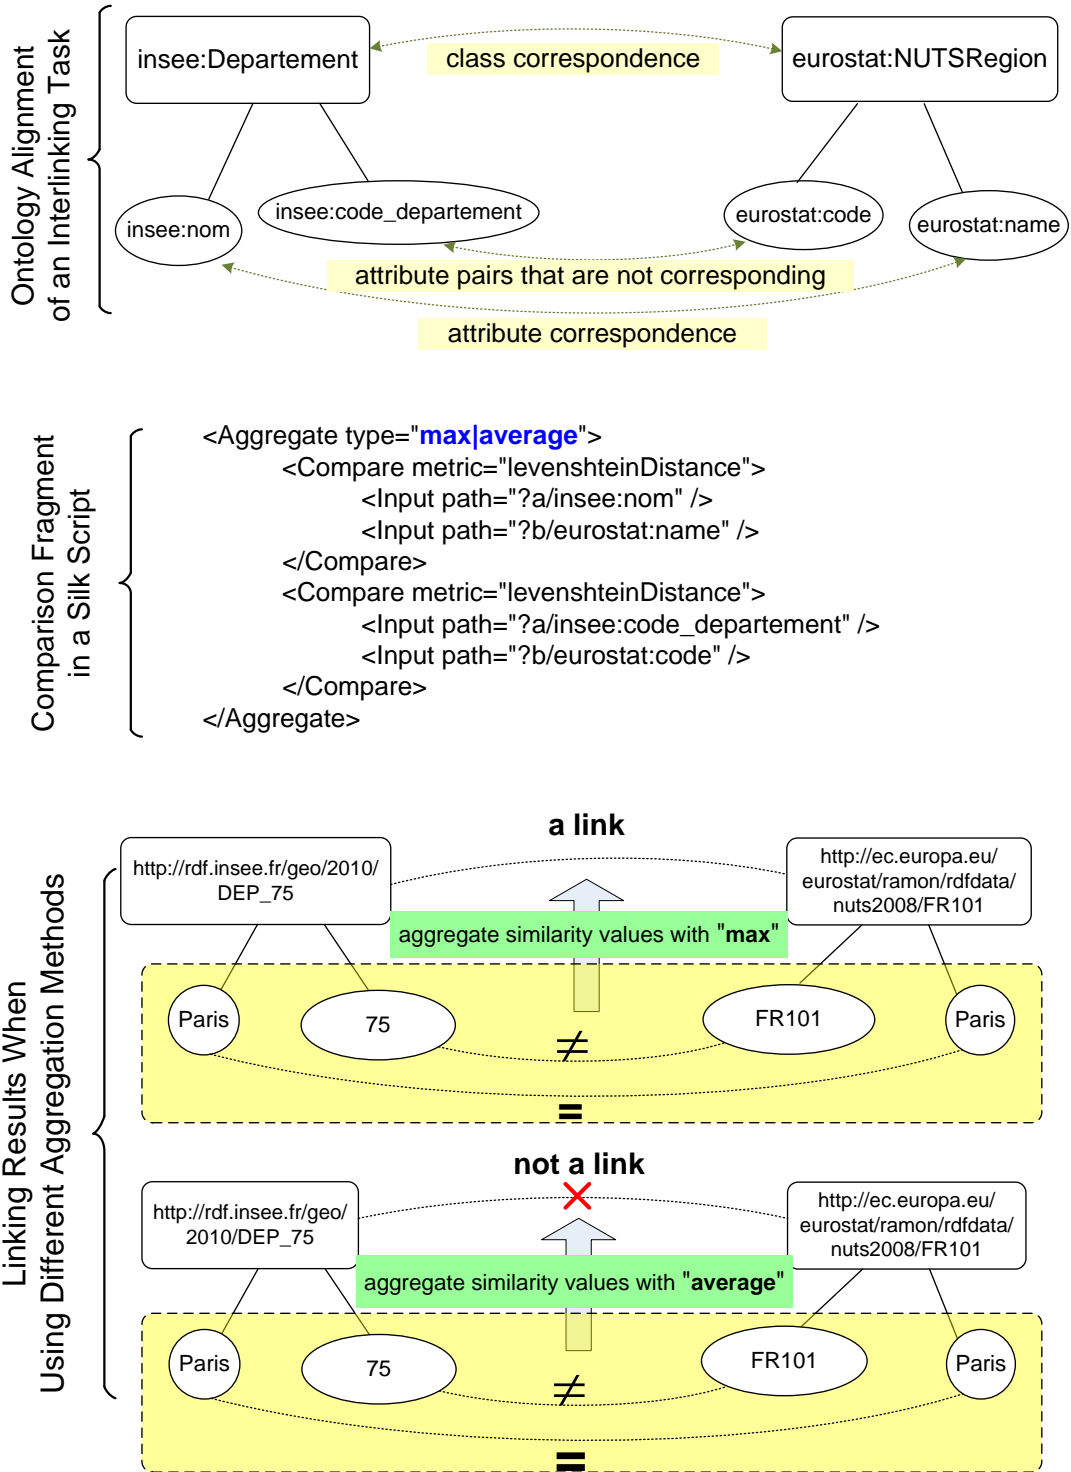 Ontology Alignment
of an Interlinking Task
insee:Departement
class correspondence
eurostat:NUTSRegion
insee:nom
insee:code_departement
eurostat:code
eurostat:name
attribute pairs that are not corresponding
attribute correspondence
Comparison Fragment
in a Silk Script
<Aggregate type="max|average">
<Compare metric="levenshteinDistance">
<Input path="?a/insee:nom" />
<Input path="?b/eurostat:name" />
</Compare>
<Compare metric="levenshteinDistance">
<Input path="?a/insee:code_departement" />
<Input path="?b/eurostat:code" />
</Compare>
</Aggregate>
Linking Results When
Using Different Aggregation Methods
a link
http://rdf.insee.fr/geo/2010/
DEP_75
http://ec.europa.eu/
eurostat/ramon/rdfdata/
nuts2008/FR101
aggregate similarity values with "max"
Paris
75
≠
FR101
Paris
=
not a link
http://rdf.insee.fr/geo/
2010/DEP_75
http://ec.europa.eu/
eurostat/ramon/rdfdata/
nuts2008/FR101
aggregate similarity values with "average"
Paris
75
≠
FR101
Paris
=